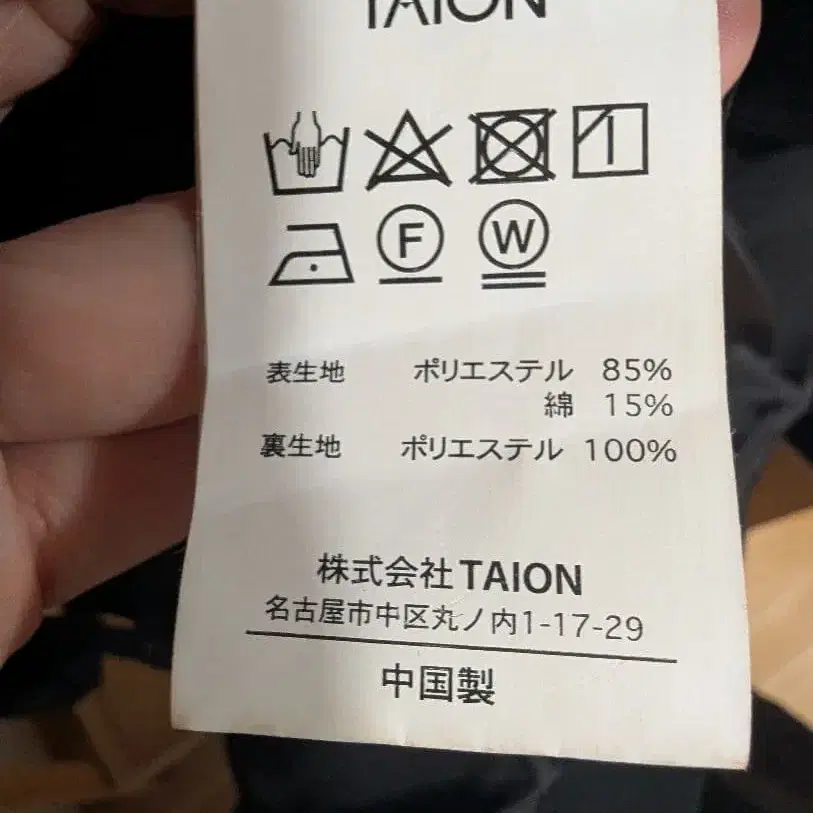 TAION
F W
表生地 ポリエステル 85%
綿 15%
裏生地 ポリエステル 100%
株式会社TAION
名古屋市中区丸ノ内1-17-29
中国製